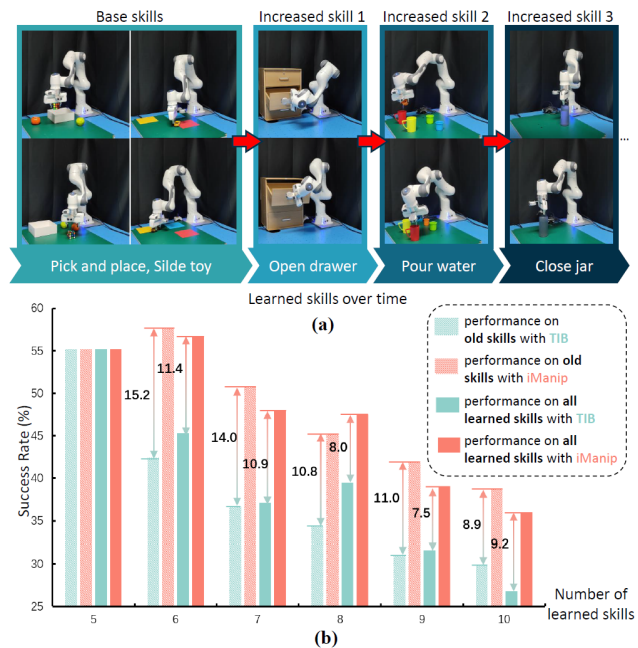 Base skills
Increased skill 1
Increased skill 2
Increased skill 3
...
Pick and place, Silde toy
Open drawer
Pour water
Close jar
Learned skills over time
(a)
60
55
50
45
40
35
30
25
Success Rate (%)
15.2
11.4
14.0
10.9
10.8
8.0
11.0
7.5
8.9
9.2
performance on
old skills with TIB
performance on old
skills with iManip
performance on all
learned skills with TIB
performance on all
learned skills with iManip
5
6
7
8
9
10
Number of
learned skills
(b)